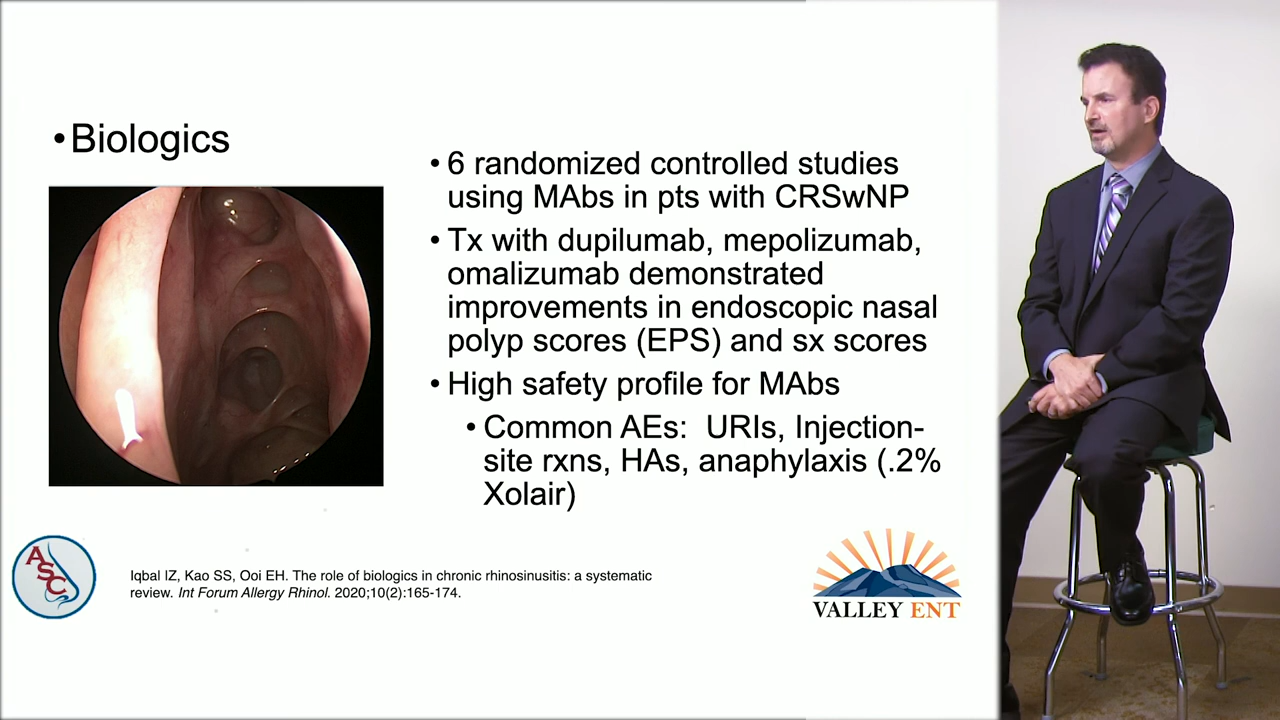 •Biologics
• 6 randomized controlled studies
using MAbs in pts with CRSwNP
• Tx with dupilumab, mepolizumab,
omalizumab demonstrated
improvements in endoscopic nasal
polyp scores (EPS) and sx scores
• High safety profile for MAbs
• Common AEs:  URIs, Injection-
site rxns, HAs, anaphylaxis (.2%
Xolair)
ASC
Iqbal IZ, Kao SS, Ooi EH. The role of biologics in chronic rhinosinusitis: a systematic
review. Int Forum Allergy Rhinol. 2020;10(2):165-174.
VALLEY ENT